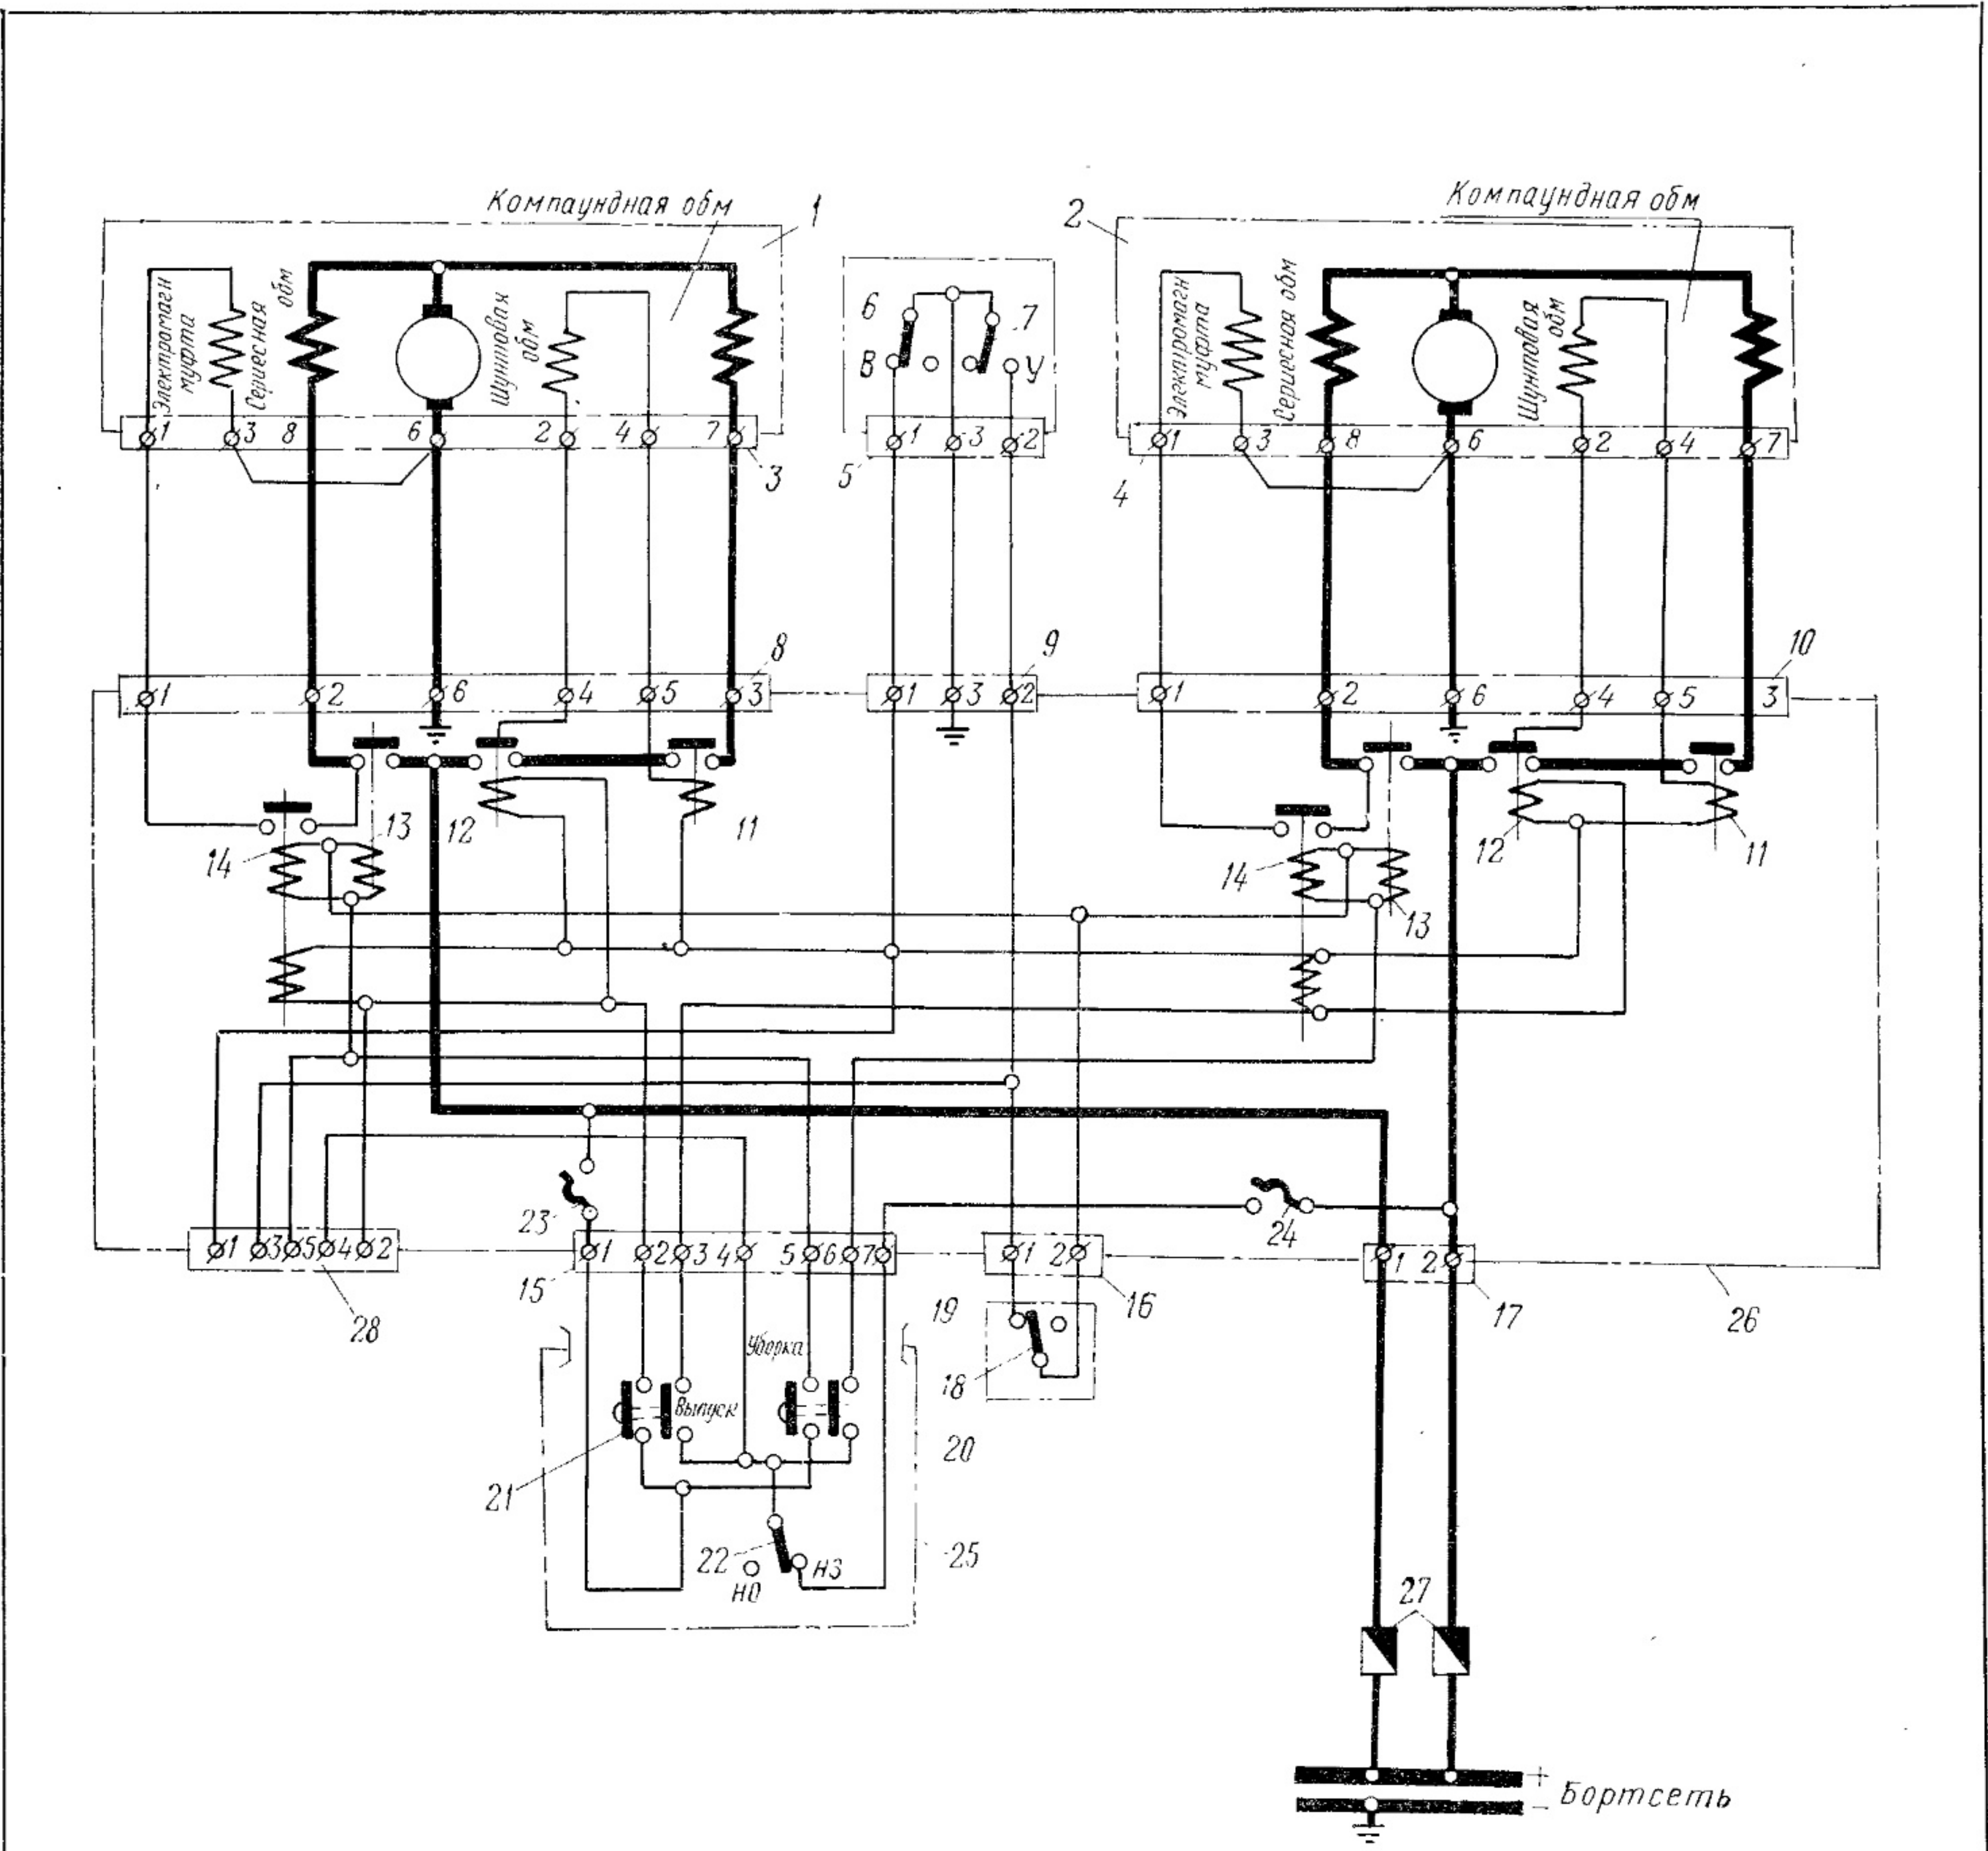 Компаундная обм
1
2
Компаундная обм
Электромагн
муфта
Сериесная
обм
Шунтовая
обм
6
7
В
У
Электромагн
муфта
Сериесная обм
Шунтовая
обм
1 3 8 6 2 4 7
3
1 3 2
5
1 3 8 6 2 4 7
4
8
9
10
1 2 6 4 5 3
1 3 2
1 2 6 4 5 3
14
13
12
11
14
13
12
11
23
24
1 3 5 4 2
1 2 3 4 5 6 7
1 2
1 2
28
15
16
17
26
19
18
Уборка
Выпуск
20
21
22
НО
НЗ
25
27
+
− Бортсеть